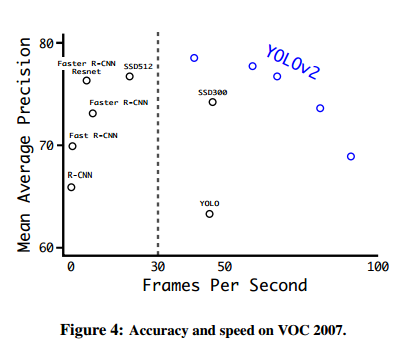 80
Faster R-CNN
Resnet
SSD512
YOLOv2
Faster R-CNN
SSD300
70
Fast R-CNN
R-CNN
YOLO
60
Mean Average Precision
0
30
50
100
Frames Per Second
Figure 4: Accuracy and speed on VOC 2007.